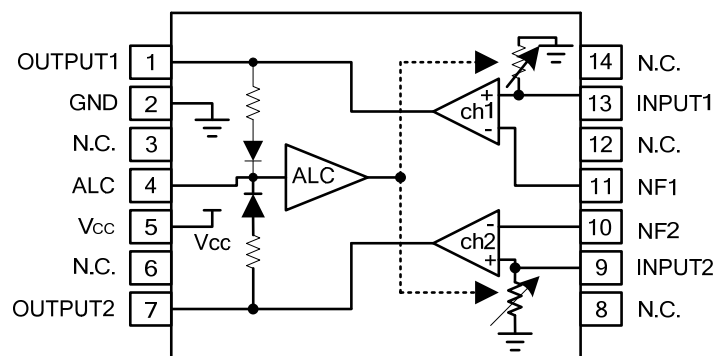 OUTPUT1 1
GND 2
N.C. 3
ALC 4
Vcc 5
N.C. 6
OUTPUT2 7
Vcc
ALC
+
ch1
-
-
ch2
+
14 N.C.
13 INPUT1
12 N.C.
11 NF1
10 NF2
9 INPUT2
8 N.C.